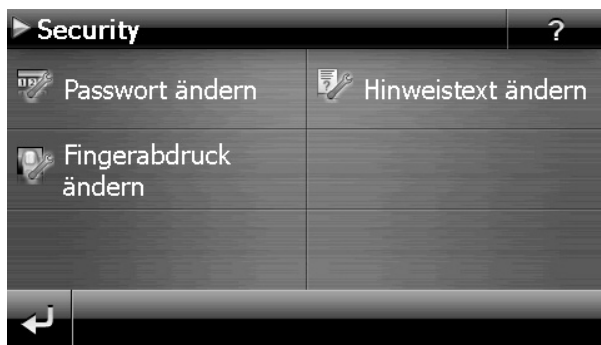 Security
?
Passwort ändern
Hinweistext ändern
Fingerabdruck
ändern